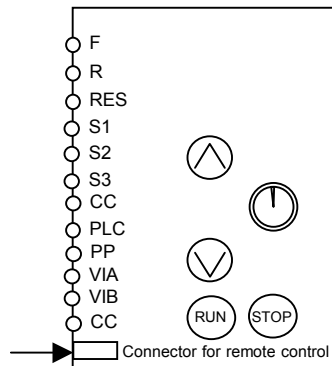 F
R
RES
S1
S2
S3
CC
PLC
PP
VIA
VIB
CC
RUN STOP
Connector for remote control